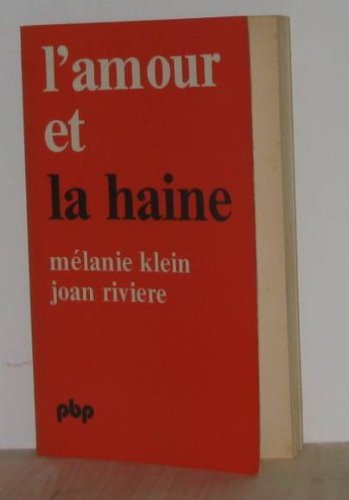 l'amour
et
la haine
mélanie klein
joan riviere
pbp